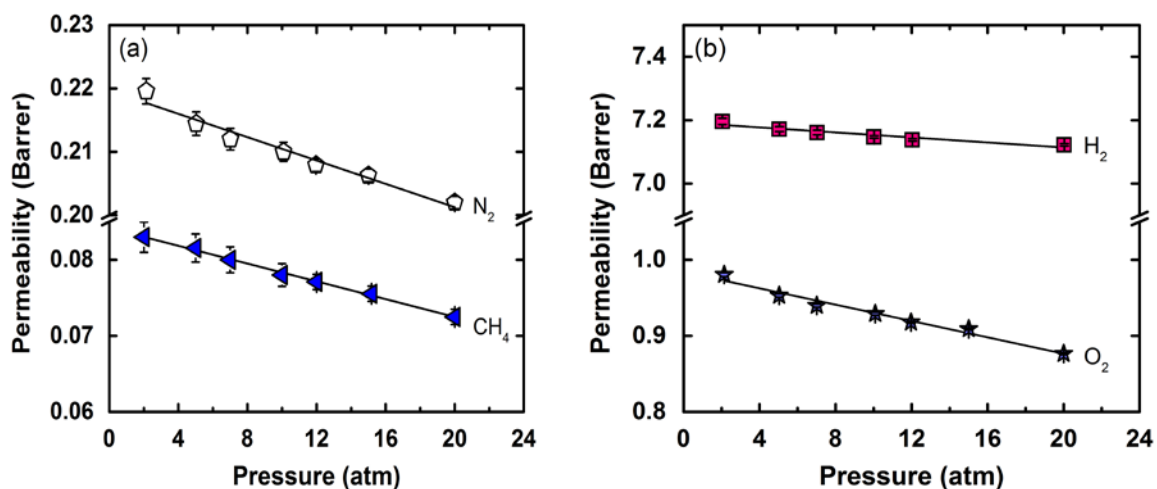 (a)
Permeability (Barrer)
0.23
0.22
0.21
0.20
0.08
0.07
0.06
N₂
CH₄
0 4 8 12 16 20 24
Pressure (atm)
(b)
Permeability (Barrer)
7.4
7.2
7.0
1.0
0.9
0.8
H₂
O₂
0 4 8 12 16 20 24
Pressure (atm)